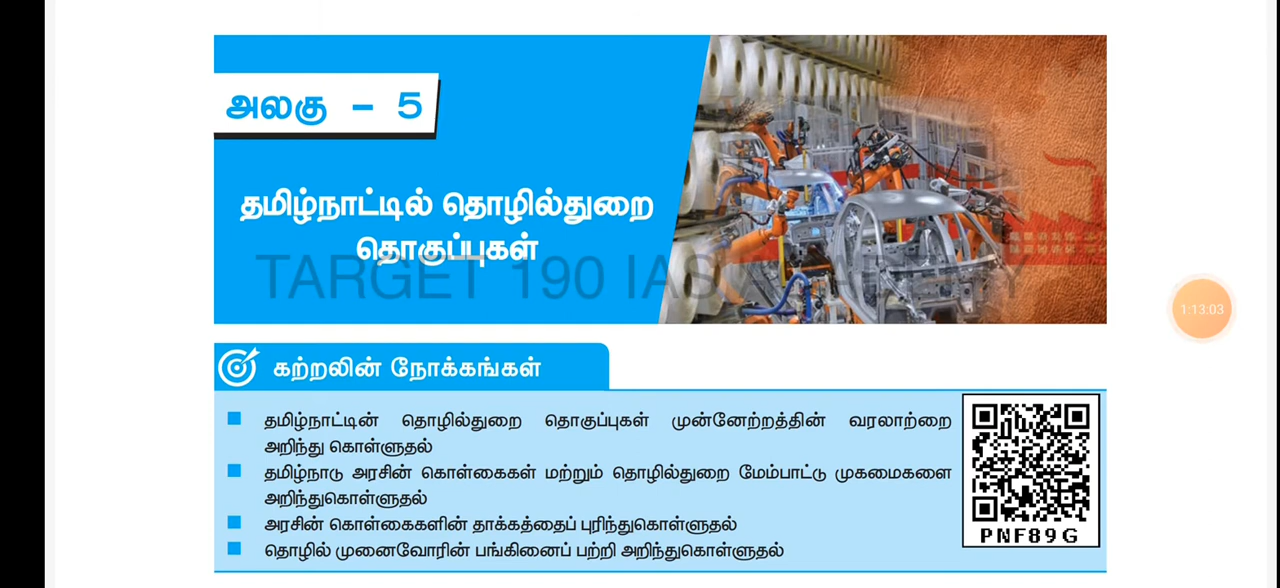 அலகு - 5
தமிழ்நாட்டில் தொழில்துறை
தொகுப்புகள்
TARGET 190 IAS ACADEMY
1:13:03
கற்றலின் நோக்கங்கள்
தமிழ்நாட்டின் தொழில்துறை தொகுப்புகள் முன்னேற்றத்தின் வரலாற்றை
அறிந்து கொள்ளுதல்
தமிழ்நாடு அரசின் கொள்கைகள் மற்றும் தொழில்துறை மேம்பாட்டு முகமைகளை
அறிந்துகொள்ளுதல்
அரசின் கொள்கைகளின் தாக்கத்தைப் புரிந்துகொள்ளுதல்
தொழில் முனைவோரின் பங்கினைப் பற்றி அறிந்துகொள்ளுதல்
PNF89G